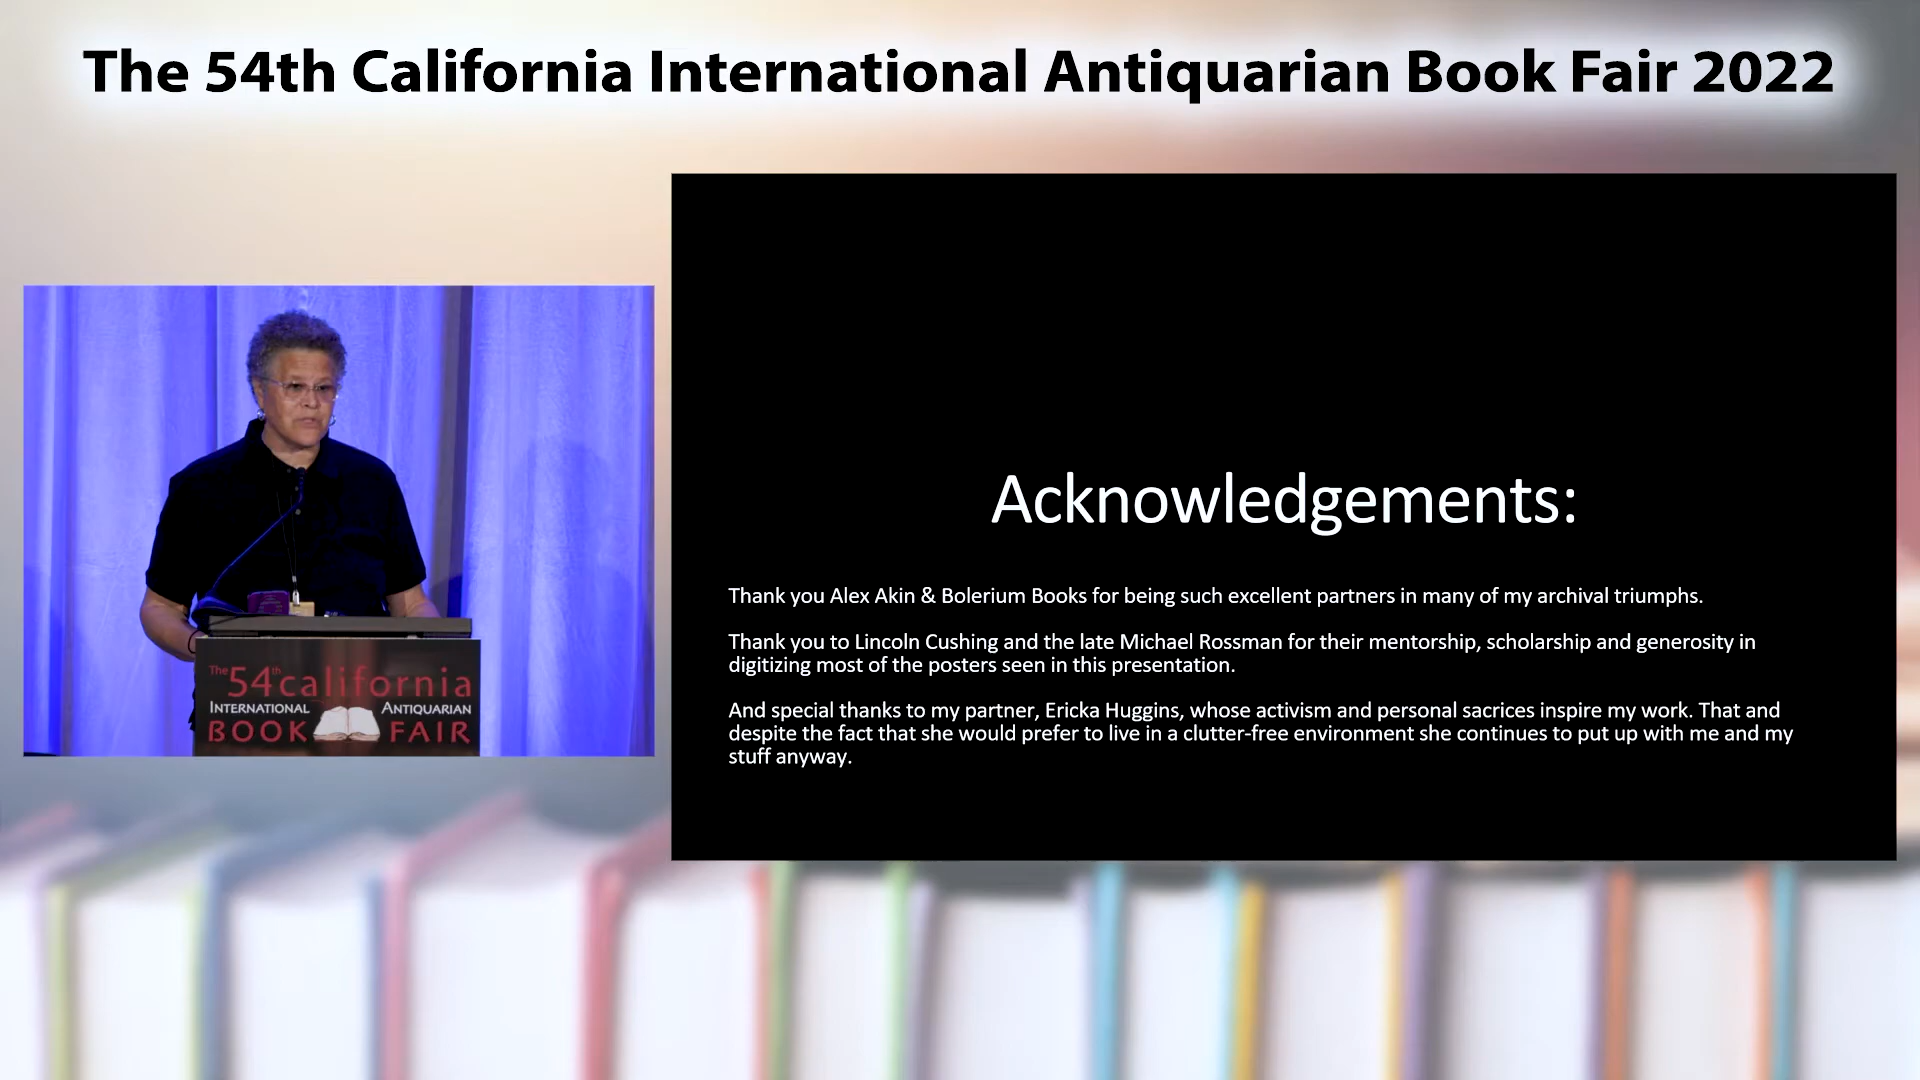 The 54th California International Antiquarian Book Fair 2022
The 54th california
INTERNATIONAL ANTIQUARIAN
BOOK FAIR
Acknowledgements:
Thank you Alex Akin & Bolerium Books for being such excellent partners in many of my archival triumphs.
Thank you to Lincoln Cushing and the late Michael Rossman for their mentorship, scholarship and generosity in
digitizing most of the posters seen in this presentation.
And special thanks to my partner, Ericka Huggins, whose activism and personal sacrices inspire my work. That and
despite the fact that she would prefer to live in a clutter-free environment she continues to put up with me and my
stuff anyway.